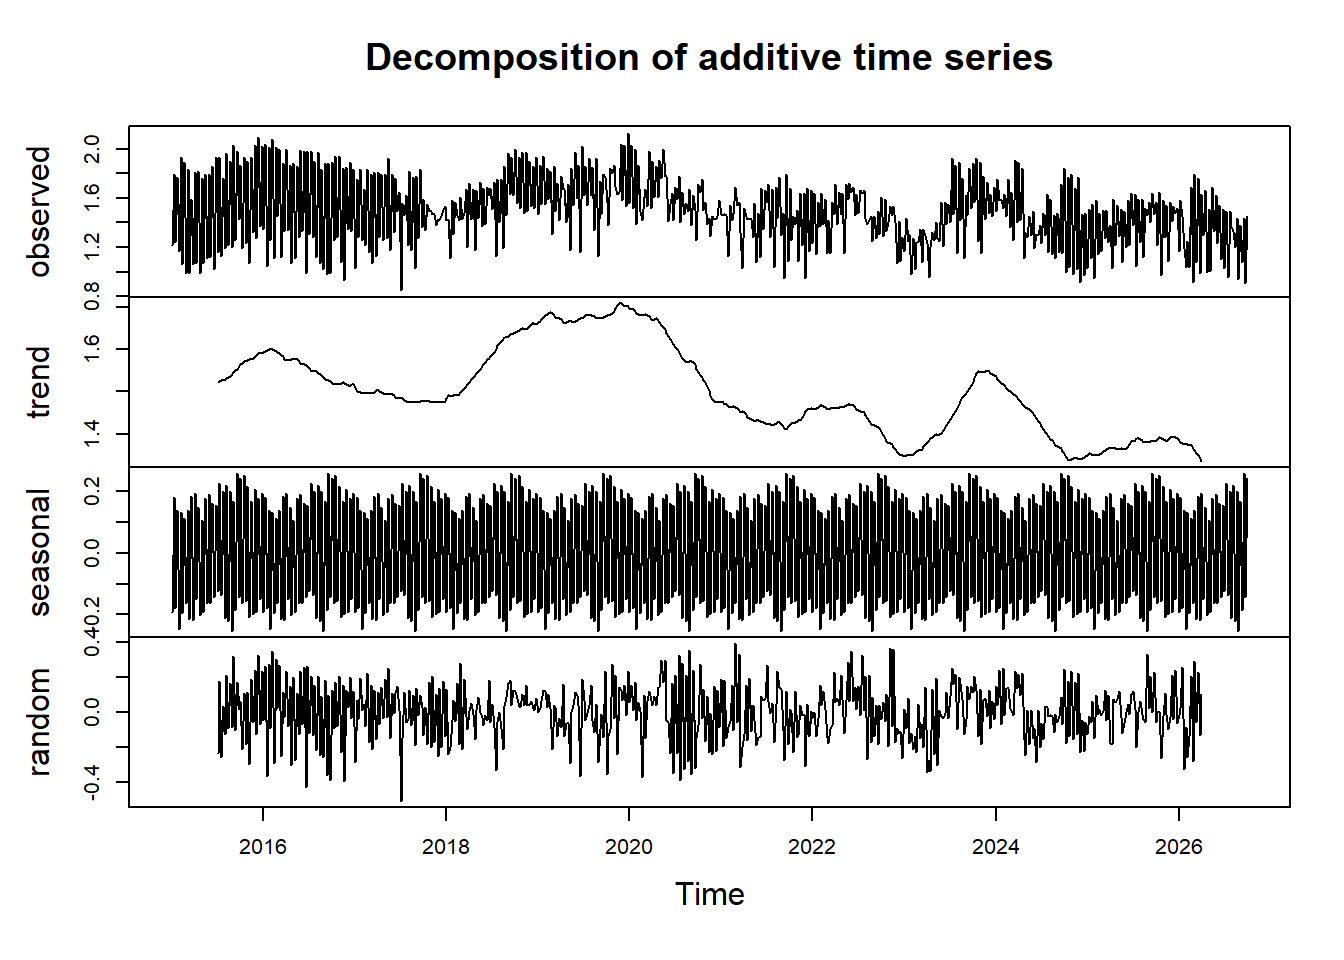 Decomposition of additive time series
observed
0.8 1.2 1.6 2.0
trend
1.4 1.6
seasonal
-0.2 0.0 0.2
random
-0.4 0.0 0.4
2016 2018 2020 2022 2024 2026
Time